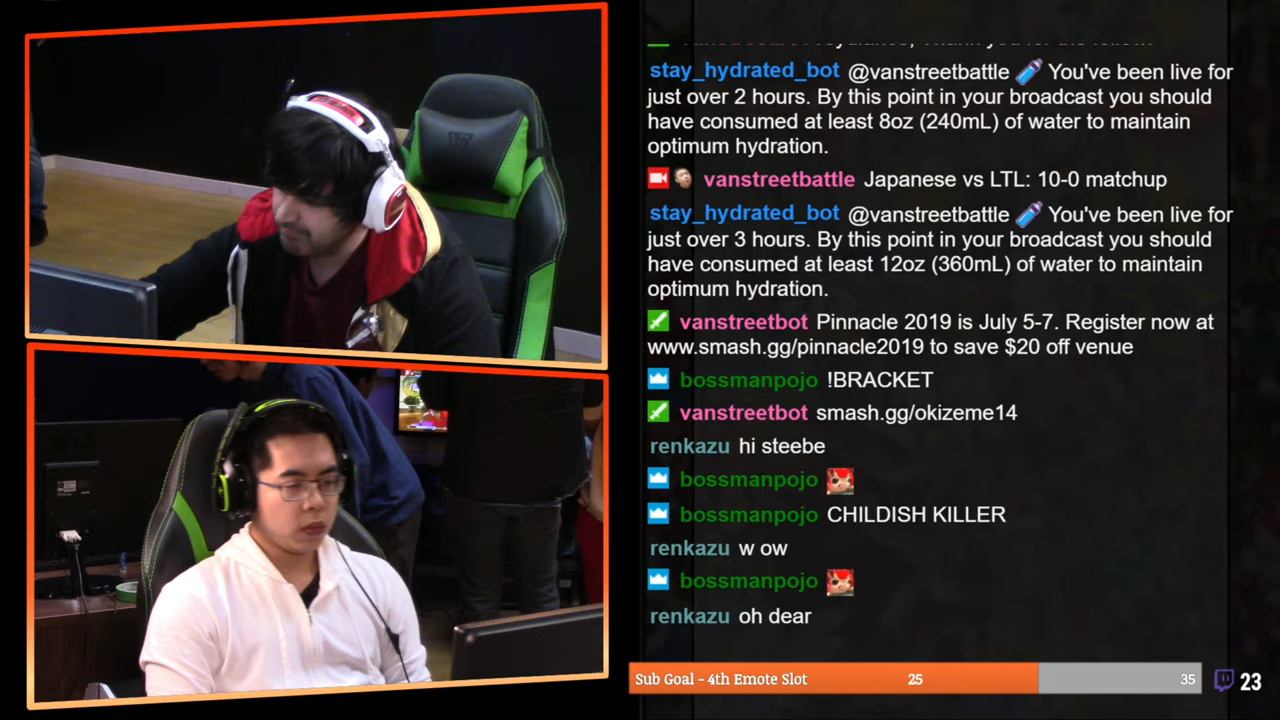 stay_hydrated_bot @vanstreetbattle You've been live for
just over 2 hours. By this point in your broadcast you should
have consumed at least 8oz (240mL) of water to maintain
optimum hydration.
vanstreetbattle Japanese vs LTL: 10-0 matchup
stay_hydrated_bot @vanstreetbattle You've been live for
just over 3 hours. By this point in your broadcast you should
have consumed at least 12oz (360mL) of water to maintain
optimum hydration.
vanstreetbot Pinnacle 2019 is July 5-7. Register now at
www.smash.gg/pinnacle2019 to save $20 off venue
bossmanpojo !BRACKET
vanstreetbot smash.gg/okizeme14
renkazu hi steebe
bossmanpojo
bossmanpojo CHILDISH KILLER
renkazu w ow
bossmanpojo
renkazu oh dear
Sub Goal - 4th Emote Slot 25 35 23